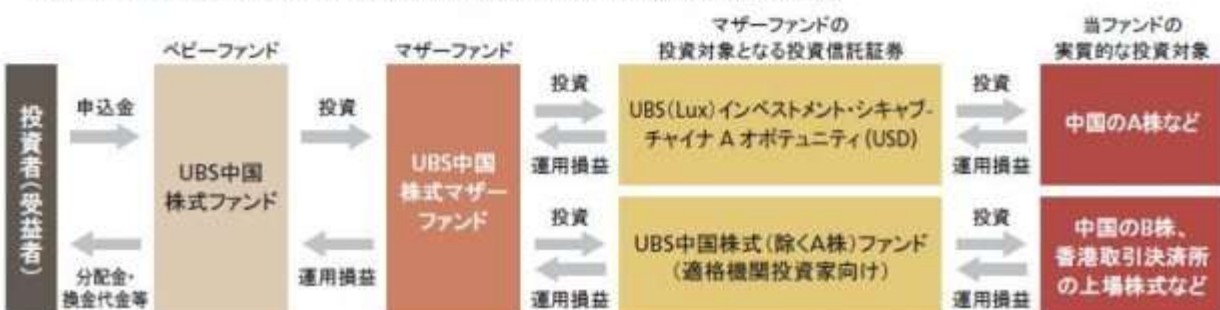 マザーファンドの
投資対象となる投資信託証券
当ファンドの
実質的な投資対象
ベビーファンド
マザーファンド
投資者(受益者)
申込金
分配金・
換金代金等
UBS中国
株式ファンド
投資
運用損益
UBS中国
株式マザー
ファンド
投資
運用損益
UBS(Lux)インベストメント・シキャブ-
チャイナ A オポテュニティ(USD)
投資
運用損益
中国のA株など
投資
運用損益
UBS中国株式(除くA株)ファンド
(適格機関投資家向け)
投資
運用損益
中国のB株、
香港取引決済所
の上場株式など